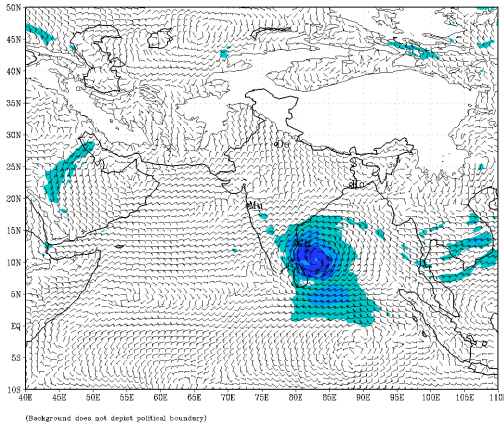 50N
45N
40N
35N
30N
25N
20N
15N
10N
5N
EQ
5S
10S
40E 45E 50E 55E 60E 65E 70E 75E 80E 85E 90E 95E 100E 105E 110E
(Background does not depict political boundary)